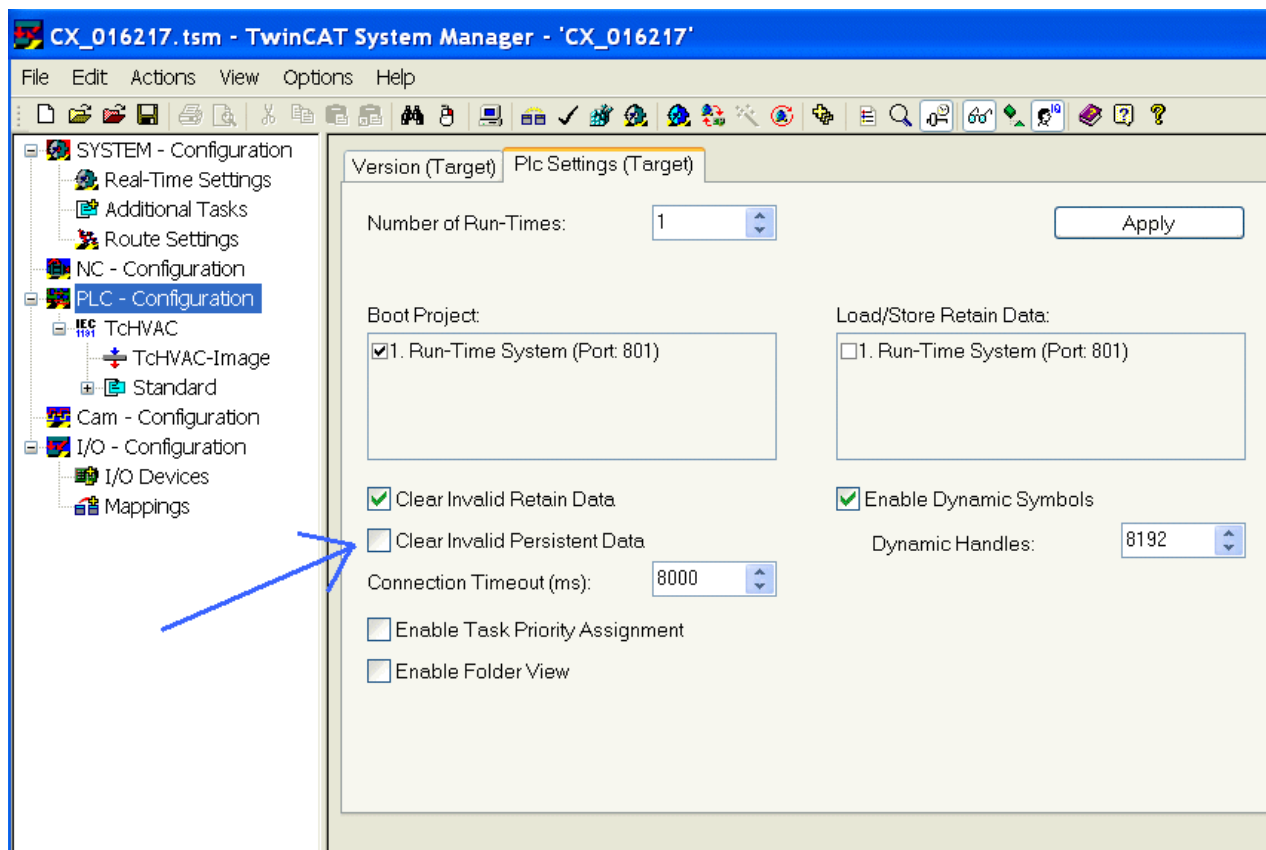 CX_016217.tsm - TwinCAT System Manager - 'CX_016217'
File Edit Actions View Options Help
SYSTEM - Configuration
Real-Time Settings
Additional Tasks
Route Settings
NC - Configuration
PLC - Configuration
IEC 1131 TcHVAC
TcHVAC-Image
Standard
Cam - Configuration
I/O - Configuration
I/O Devices
Mappings
Version (Target) Plc Settings (Target)
Number of Run-Times: 1 Apply
Boot Project: Load/Store Retain Data:
1. Run-Time System (Port: 801) 1. Run-Time System (Port: 801)
Clear Invalid Retain Data Enable Dynamic Symbols
Clear Invalid Persistent Data Dynamic Handles: 8192
Connection Timeout (ms): 8000
Enable Task Priority Assignment
Enable Folder View